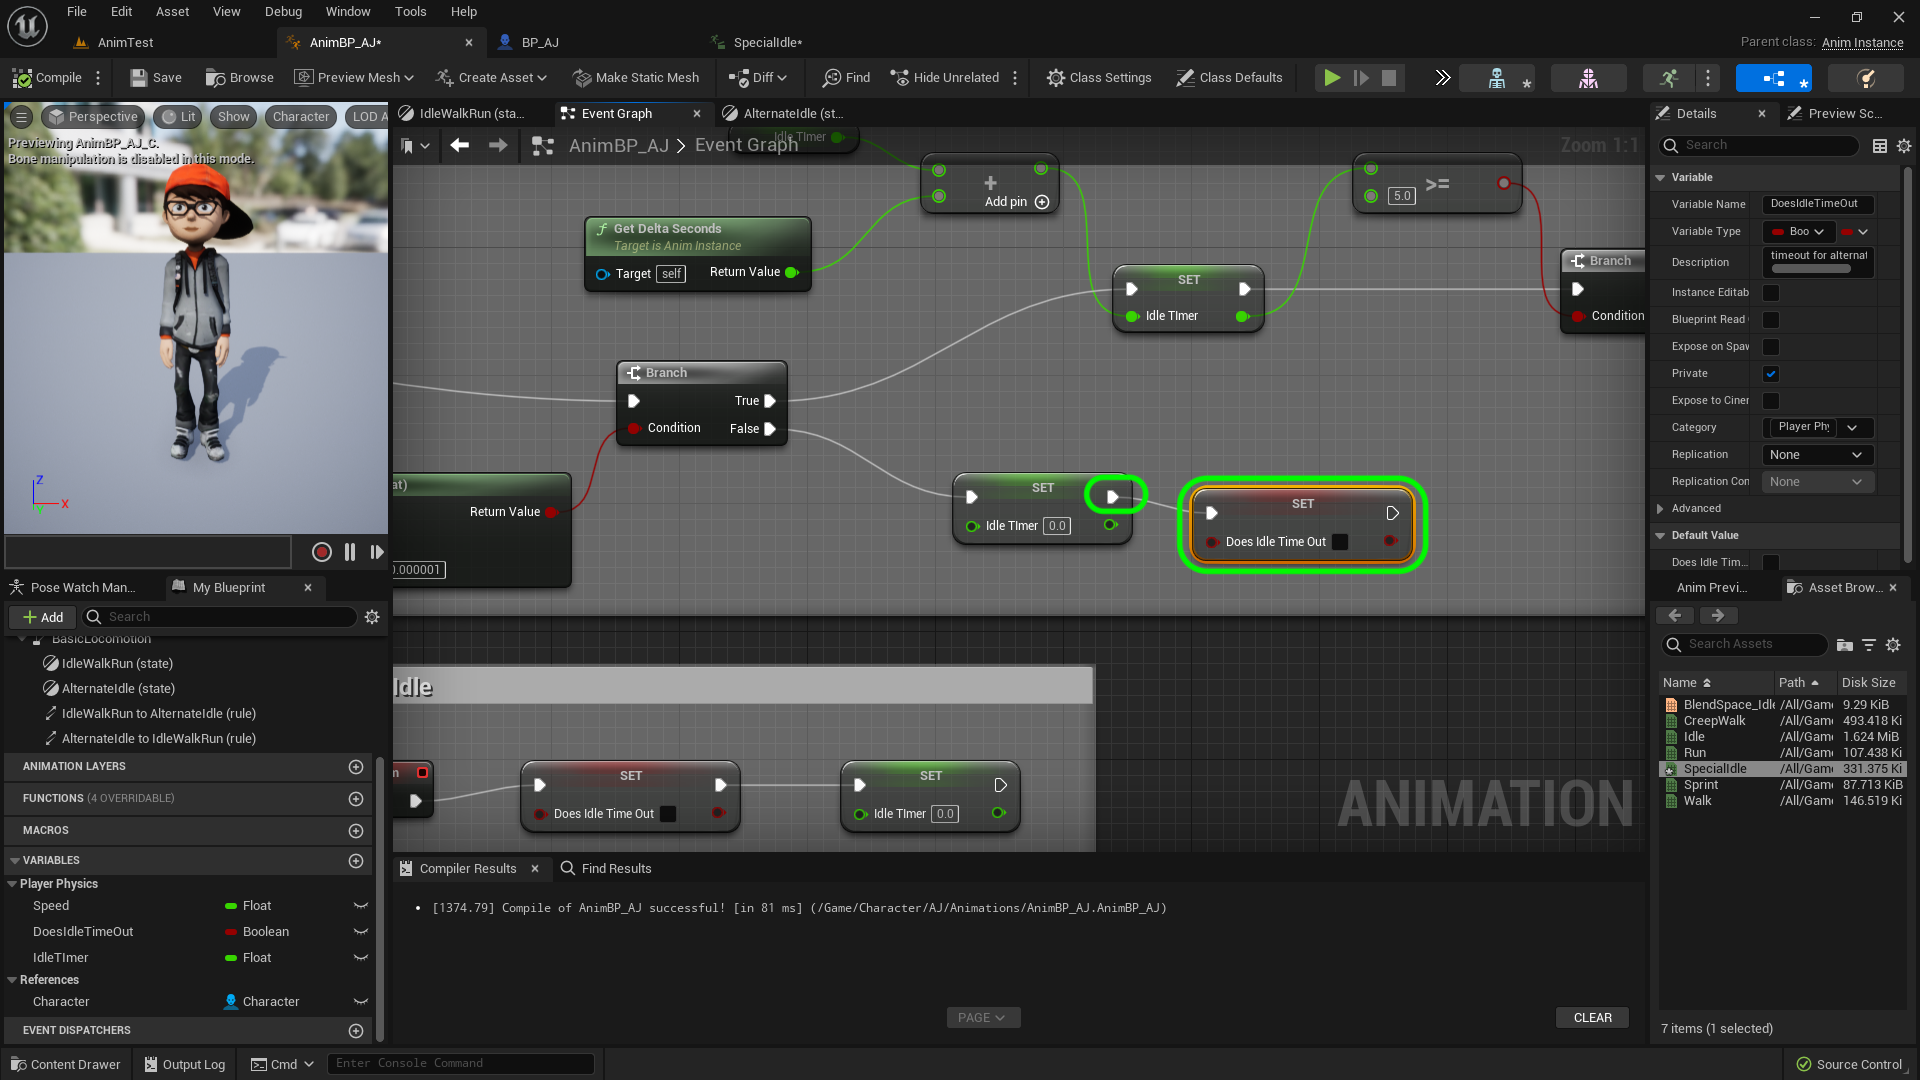 File Edit Asset View Debug Window Tools Help
AnimTest AnimBP_AJ* BP_AJ SpecialIdle*
Parent class: Anim Instance
Compile Save Browse Preview Mesh Create Asset Make Static Mesh Diff Find Hide Unrelated Class Settings Class Defaults
IdleWalkRun (sta... Event Graph AlternateIdle (st...
Details Preview Sc...
Perspective Lit Show Character LOD A
Previewing AnimBP_AJ_C.
Bone manipulation is disabled in this mode.
Z
X
AnimBP_AJ > Event Graph
Zoom 1:1
Idle TImer
+
Add pin
5.0 >=
Get Delta Seconds
Target is Anim Instance
Target self Return Value
SET
Idle TImer
Branch
Condition
Branch
True
Condition False
at)
Return Value
0.000001
SET
Idle TImer 0.0
SET
Does Idle Time Out
Idle
SET
Does Idle Time Out
SET
Idle TImer 0.0
ANIMATION
Search
Variable
Variable Name DoesIdleTimeOut
Variable Type Boo
Description timeout for alternat
Instance Editab
Blueprint Read
Expose on Spaw
Private
Expose to Ciner
Category Player Phy
Replication None
Replication Con None
Advanced
Default Value
Does Idle Tim...
Pose Watch Man... My Blueprint
Add Search
BasicLocomotion
IdleWalkRun (state)
AlternateIdle (state)
IdleWalkRun to AlternateIdle (rule)
AlternateIdle to IdleWalkRun (rule)
ANIMATION LAYERS
FUNCTIONS (4 OVERRIDABLE)
MACROS
VARIABLES
Player Physics
Speed Float
DoesIdleTimeOut Boolean
IdleTImer Float
References
Character Character
EVENT DISPATCHERS
Compiler Results Find Results
[1374.79] Compile of AnimBP_AJ successful! [in 81 ms] (/Game/Character/AJ/Animations/AnimBP_AJ.AnimBP_AJ)
PAGE
CLEAR
Anim Previ... Asset Brow...
Search Assets
Name Path Disk Size
BlendSpace_Idle /All/Game 9.29 KiB
CreepWalk /All/Game 493.418 Ki
Idle /All/Game 1.624 MiB
Run /All/Game 107.438 Ki
SpecialIdle /All/Game 331.375 Ki
Sprint /All/Game 87.713 KiB
Walk /All/Game 146.519 Ki
7 items (1 selected)
Content Drawer Output Log Cmd Enter Console Command
Source Control